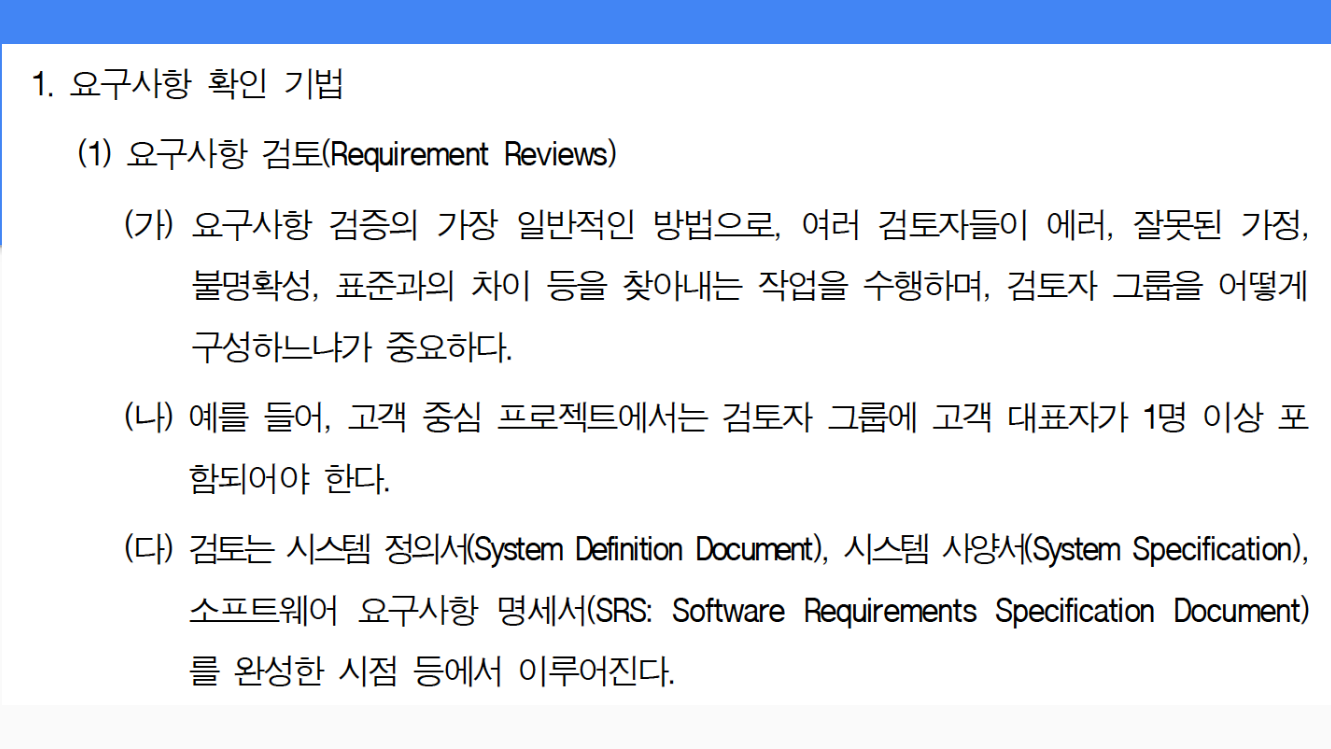 1. 요구사항 확인 기법
(1) 요구사항 검토(Requirement Reviews)
(가) 요구사항 검증의 가장 일반적인 방법으로, 여러 검토자들이 에러, 잘못된 가정,
불명확성, 표준과의 차이 등을 찾아내는 작업을 수행하며, 검토자 그룹을 어떻게
구성하느냐가 중요하다.
(나) 예를 들어, 고객 중심 프로젝트에서는 검토자 그룹에 고객 대표자가 1명 이상 포
함되어야 한다.
(다) 검토는 시스템 정의서(System Definition Document), 시스템 사양서(System Specification),
소프트웨어 요구사항 명세서(SRS: Software Requirements Specification Document)
를 완성한 시점 등에서 이루어진다.